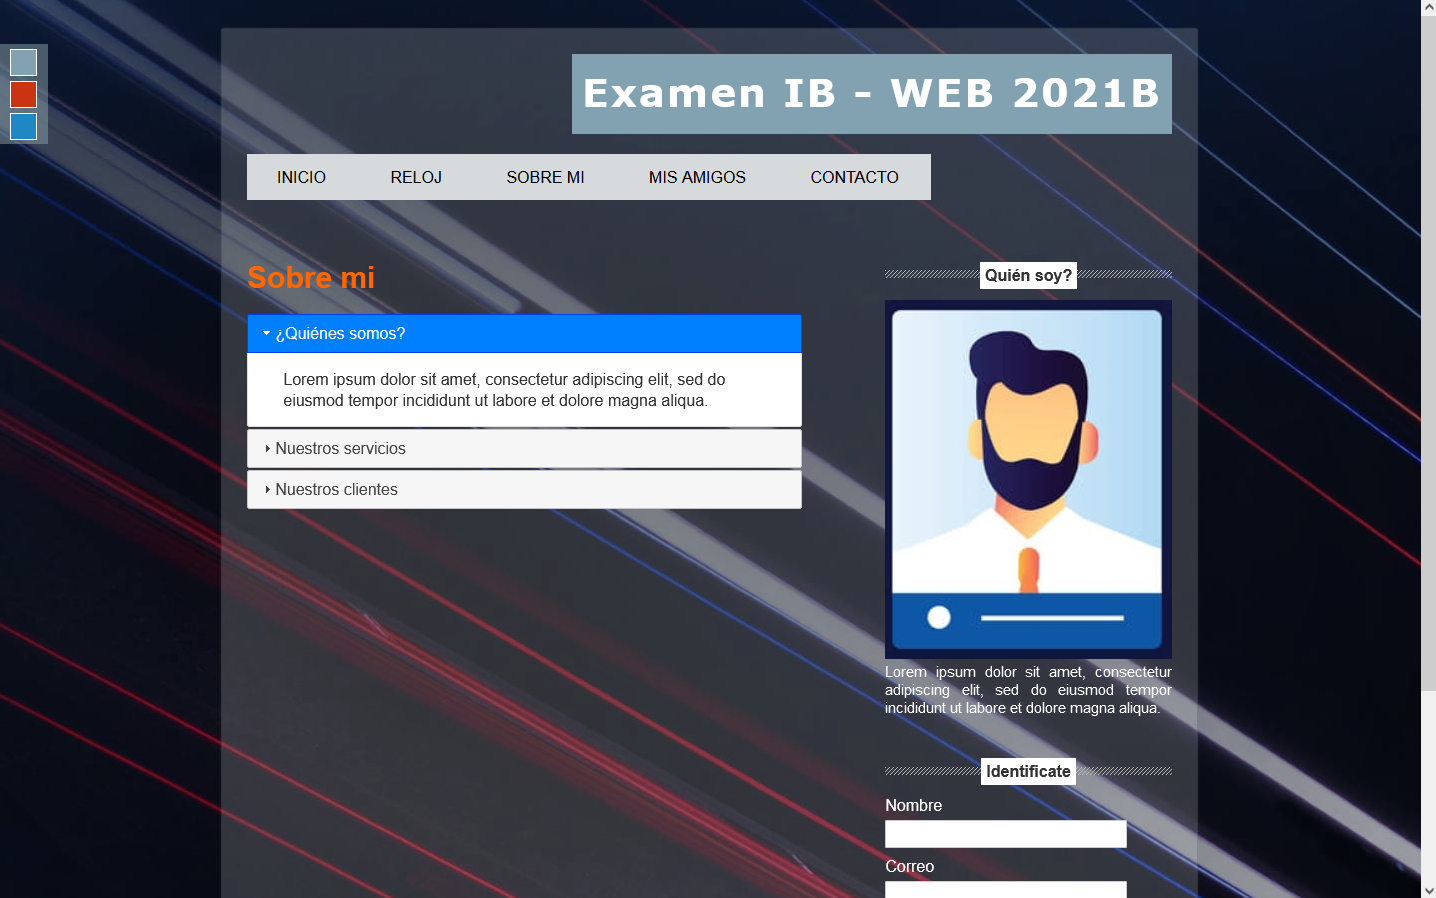 Examen IB - WEB 2021B
INICIO RELOJ SOBRE MI MIS AMIGOS CONTACTO
Sobre mi
¿Quiénes somos?
Lorem ipsum dolor sit amet, consectetur adipiscing elit, sed do
eiusmod tempor incididunt ut labore et dolore magna aliqua.
Nuestros servicios
Nuestros clientes
Quién soy?
Lorem ipsum dolor sit amet, consectetur
adipiscing elit, sed do eiusmod tempor
incididunt ut labore et dolore magna aliqua.
Identificate
Nombre
Correo